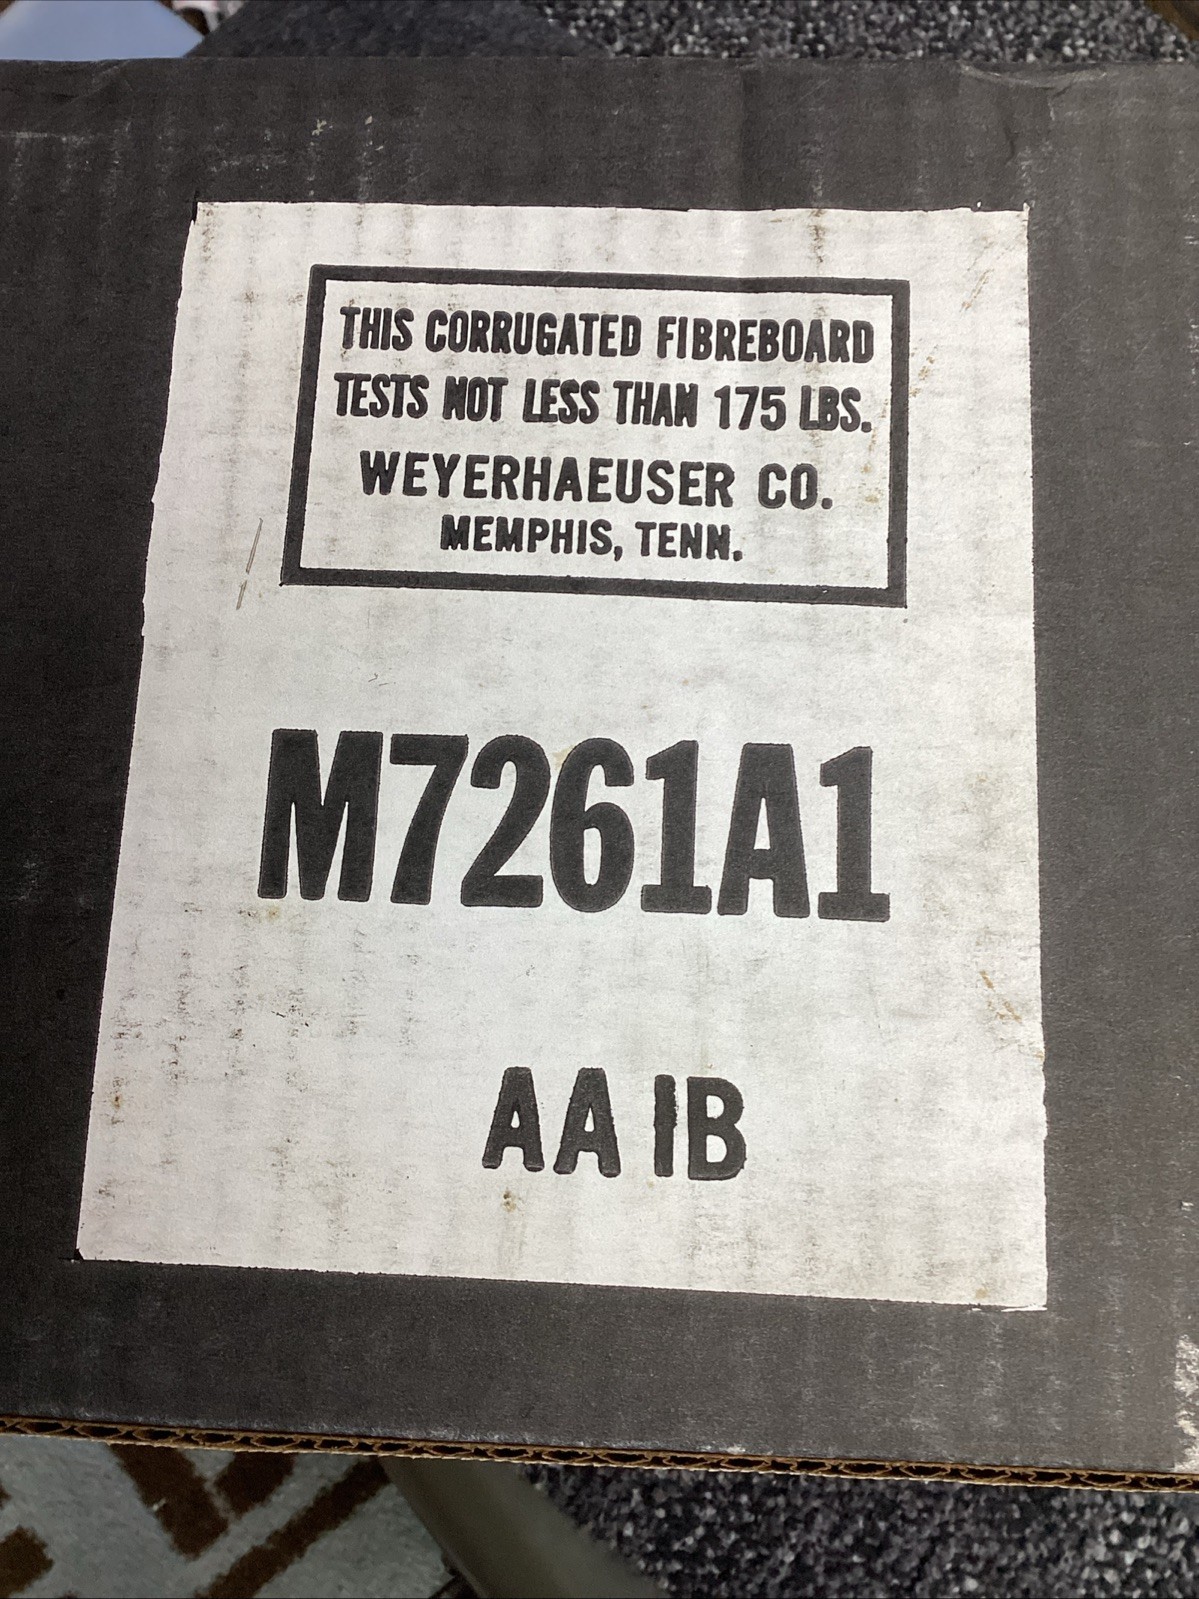 THIS CORRUGATED FIBREBOARD
TESTS NOT LESS THAN 175 LBS.
WEYERHAEUSER CO.
MEMPHIS, TENN.
M7261A1
AA IB